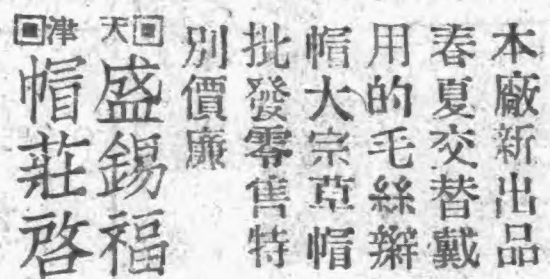 本廠新出品
春夏交替戴
用的毛絲辮
帽大宗草帽
批發零售特
別價廉
天津
盛錫福
帽莊啓